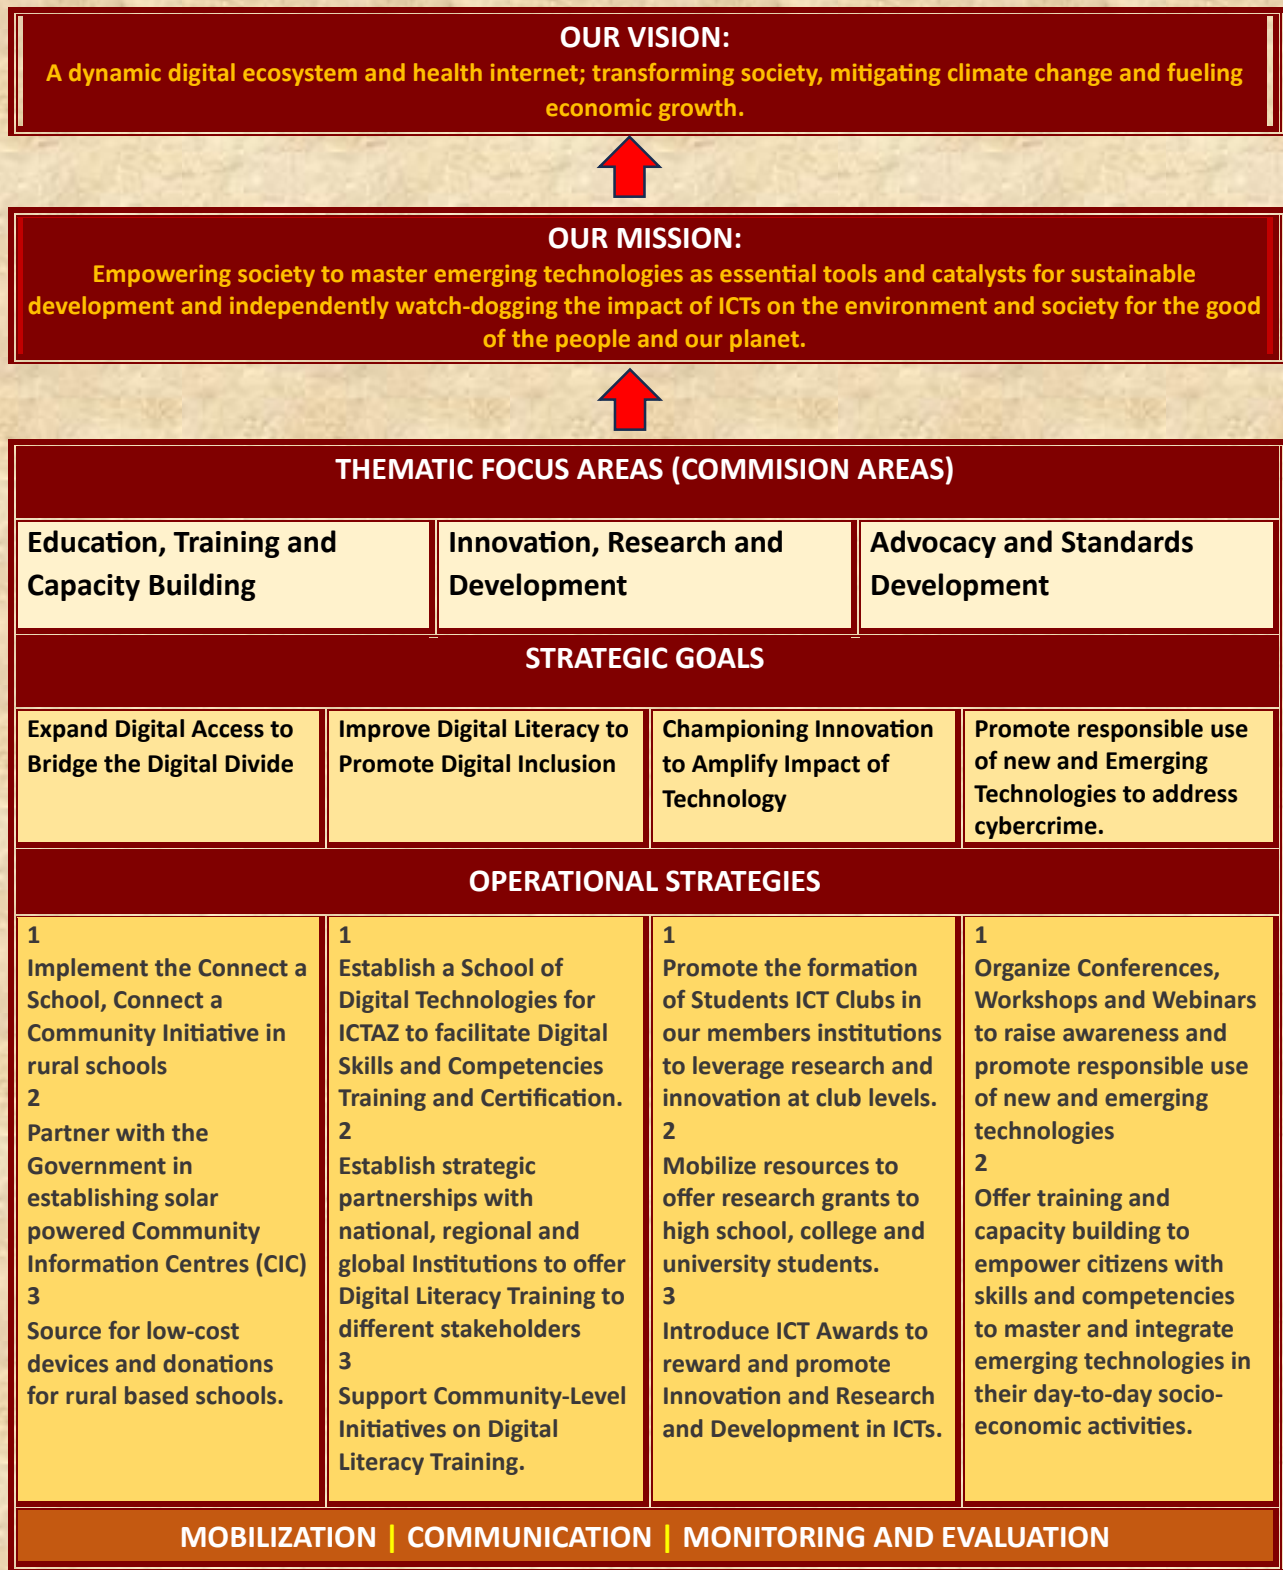 OUR VISION:
A dynamic digital ecosystem and health internet; transforming society, mitigating climate change and fueling
economic growth.
OUR MISSION:
Empowering society to master emerging technologies as essential tools and catalysts for sustainable
development and independently watch-dogging the impact of ICTs on the environment and society for the good
of the people and our planet.
THEMATIC FOCUS AREAS (COMMISION AREAS)
Education, Training and
Capacity Building
Innovation, Research and
Development
Advocacy and Standards
Development
STRATEGIC GOALS
Expand Digital Access to
Bridge the Digital Divide
Improve Digital Literacy to
Promote Digital Inclusion
Championing Innovation
to Amplify Impact of
Technology
Promote responsible use
of new and Emerging
Technologies to address
cybercrime.
OPERATIONAL STRATEGIES
1
Implement the Connect a
School, Connect a
Community Initiative in
rural schools
2
Partner with the
Government in
establishing solar
powered Community
Information Centres (CIC)
3
Source for low-cost
devices and donations
for rural based schools.
1
Establish a School of
Digital Technologies for
ICTAZ to facilitate Digital
Skills and Competencies
Training and Certification.
2
Establish strategic
partnerships with
national, regional and
global Institutions to offer
Digital Literacy Training to
different stakeholders
3
Support Community-Level
Initiatives on Digital
Literacy Training.
1
Promote the formation
of Students ICT Clubs in
our members institutions
to leverage research and
innovation at club levels.
2
Mobilize resources to
offer research grants to
high school, college and
university students.
3
Introduce ICT Awards to
reward and promote
Innovation and Research
and Development in ICTs.
1
Organize Conferences,
Workshops and Webinars
to raise awareness and
promote responsible use
of new and emerging
technologies
2
Offer training and
capacity building to
empower citizens with
skills and competencies
to master and integrate
emerging technologies in
their day-to-day socio-
economic activities.
MOBILIZATION | COMMUNICATION | MONITORING AND EVALUATION